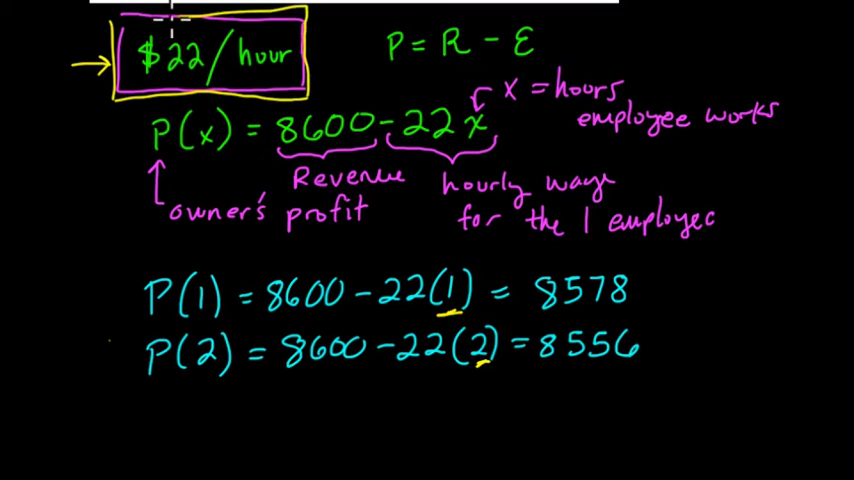 $22/hour
P = R - E
x = hours
employee works
P(x) = 8600 - 22x
Revenue
hourly wage
owner's profit
for the 1 employee
P(1) = 8600 - 22(1) = 8578
P(2) = 8600 - 22(2) = 8556